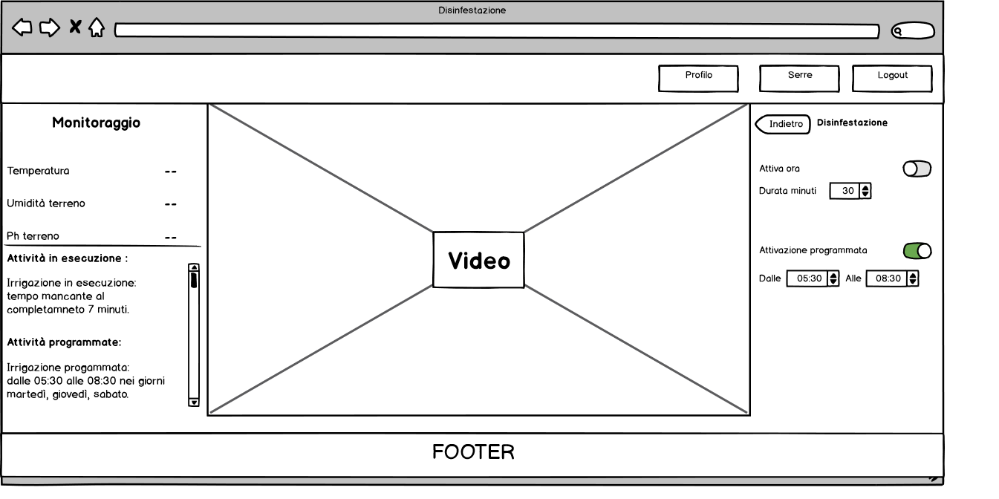 Disinfestazione
Profilo
Serre
Logout
Monitoraggio
Temperatura --
Umidità terreno --
Ph terreno --
Attività in esecuzione :
Irrigazione in esecuzione:
tempo mancante al
completamneto 7 minuti.
Attività programmate:
Irrigazione progammata:
dalle 05:30 alle 08:30 nei giorni
martedì, giovedì, sabato.
Video
Indietro Disinfestazione
Attiva ora
Durata minuti 30
Attivazione programmata
Dalle 05:30 Alle 08:30
FOOTER